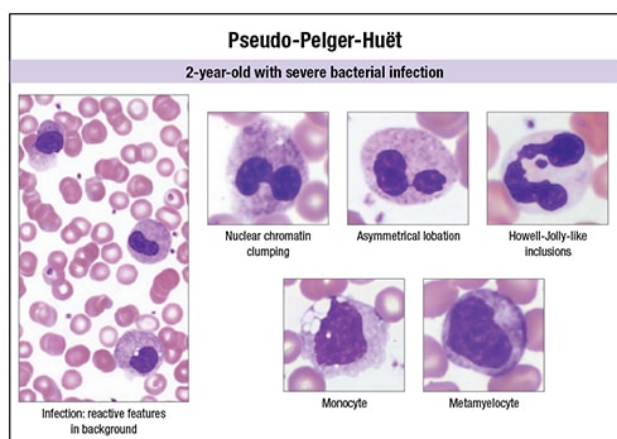 Pseudo-Pelger-Huët
2-year-old with severe bacterial infection
Nuclear chromatin
clumping
Asymmetrical lobation
Howell-Jolly-like
inclusions
Monocyte
Metamyelocyte
Infection: reactive features
in background